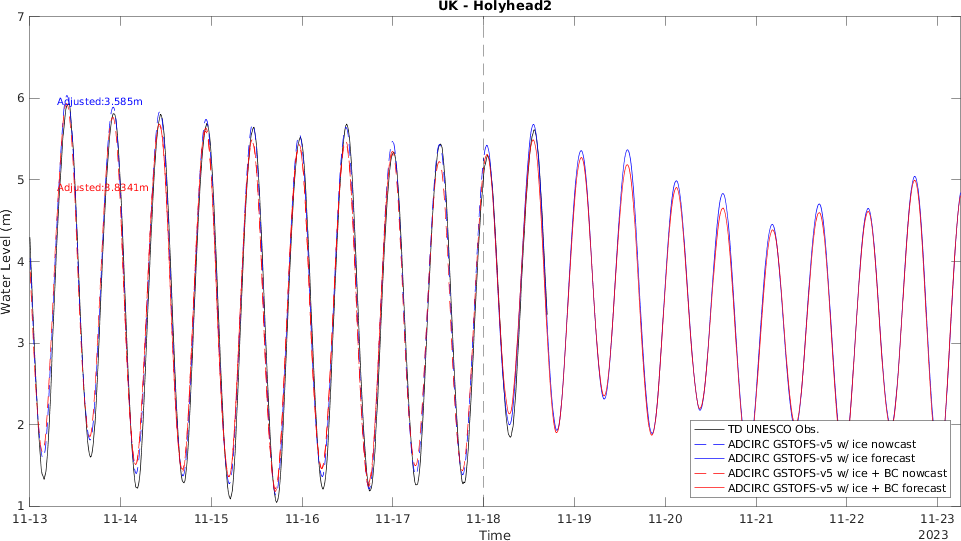 UK - Holyhead2
7
6
5
4
3
2
1
Water Level (m)
Adjusted:3.585m
Adjusted:3.8341m
TD UNESCO Obs.
ADCIRC GSTOFS-v5 w/ ice nowcast
ADCIRC GSTOFS-v5 w/ ice forecast
ADCIRC GSTOFS-v5 w/ ice + BC nowcast
ADCIRC GSTOFS-v5 w/ ice + BC forecast
11-13 11-14 11-15 11-16 11-17 11-18 11-19 11-20 11-21 11-22 11-23
Time
2023